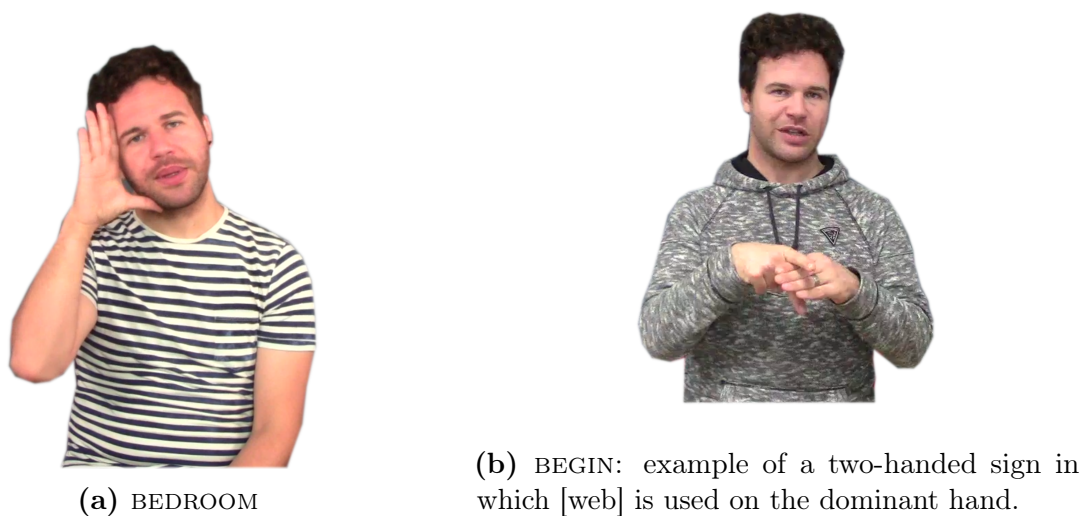 (a) BEDROOM
(b) BEGIN: example of a two-handed sign in
which [web] is used on the dominant hand.